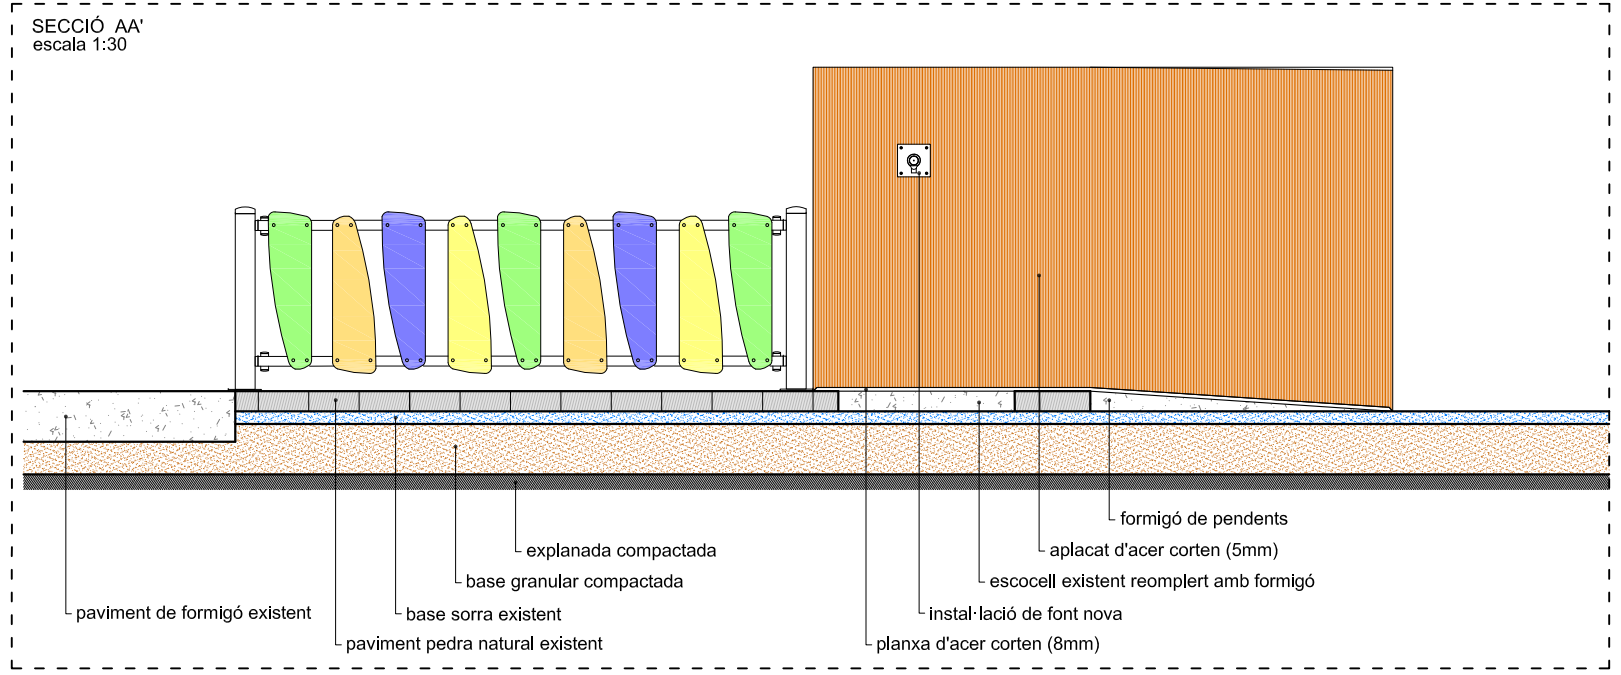 SECCIÓ AA'
escala 1:30
formigó de pendents
explanada compactada
aplacat d'acer corten (5mm)
base granular compactada
escocell existent reomplert amb formigó
paviment de formigó existent
base sorra existent
instal·lació de font nova
paviment pedra natural existent
planxa d'acer corten (8mm)